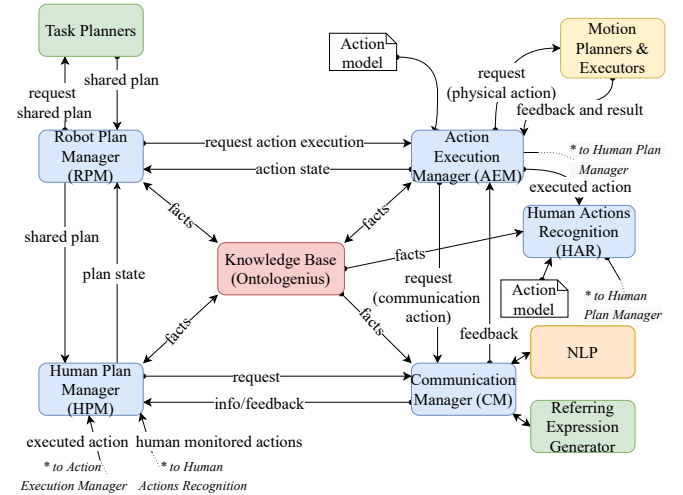 Task Planners
Action
model
Motion
Planners &
Executors
shared plan
request
shared plan
request
(physical action)
feedback and result
Robot Plan
Manager
(RPM)
request action execution
action state
Action
Execution
Manager (AEM)
* to Human Plan
Manager
executed action
facts
facts
Human Actions
Recognition
(HAR)
shared plan
plan state
Knowledge Base
(Ontologenius)
facts
request
(communication
action)
Action
model
* to Human
Plan Manager
facts
facts
feedback
NLP
Human Plan
Manager
(HPM)
request
info/feedback
Communication
Manager (CM)
Referring
Expression
Generator
executed action
human monitored actions
* to Action
Execution Manager
* to Human
Actions Recognition